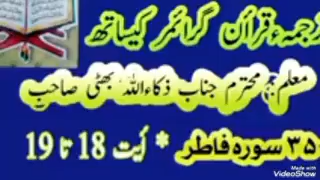 ترجمہ ٔ قرآن گرائمر کیساتھ
معلم محترم جناب ذکاءاللہ بھٹی صاحب
۳۵ سورہ فاطر * آیت 18 تا 19
Made with
VideoShow